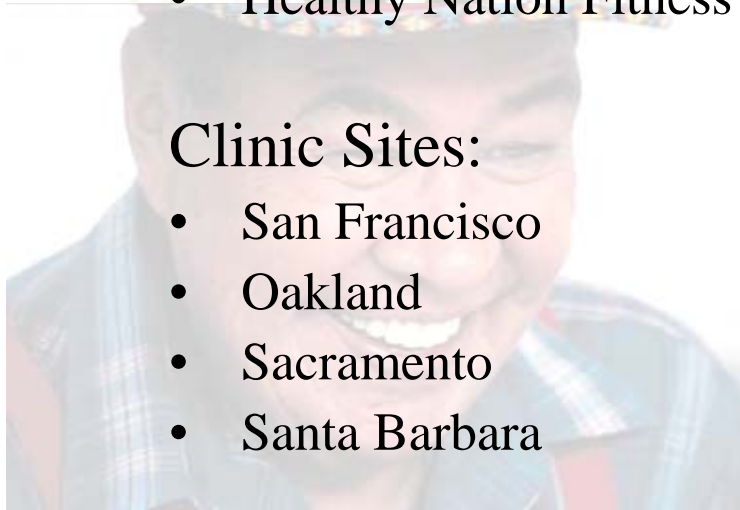 • Healthy Nation Fitness
Clinic Sites:
• San Francisco
• Oakland
• Sacramento
• Santa Barbara